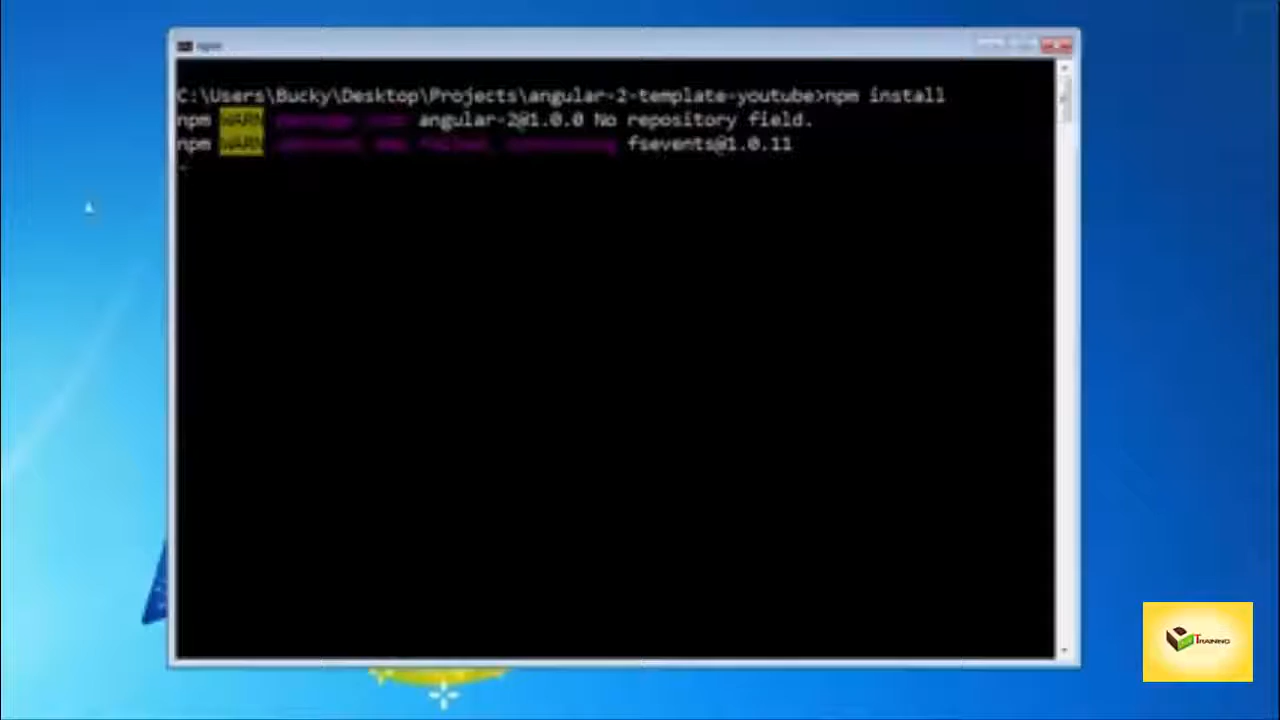 npm
C:\Users\Bucky\Desktop\Projects\angular-2-template-youtube>npm install
npm WARN package.json angular-2@1.0.0 No repository field.
npm WARN optional dep failed, continuing fsevents@1.0.11
TRAINING